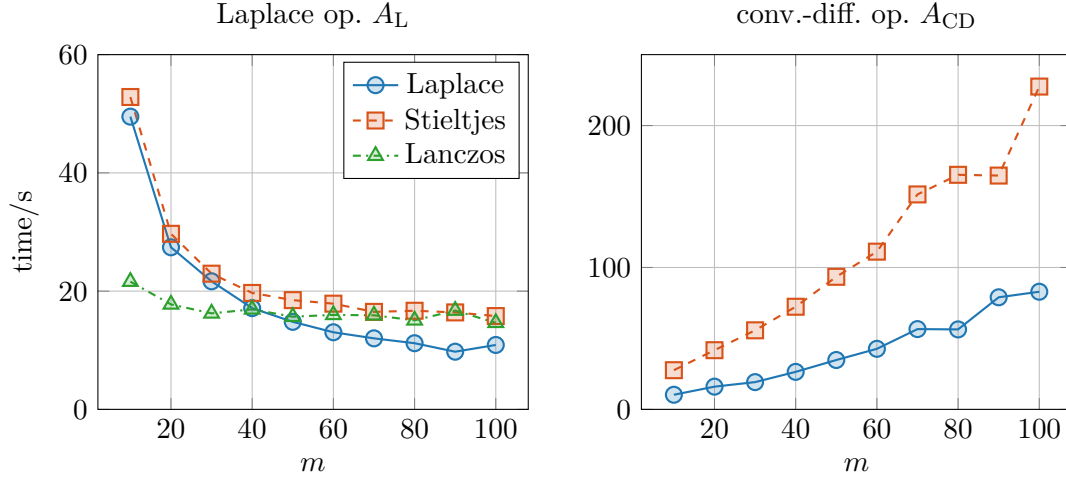 Laplace op. A_L
60
40
20
0
20 40 60 80 100
time/s
m
Laplace
Stieltjes
Lanczos
conv.-diff. op. A_CD
200
100
0
20 40 60 80 100
m